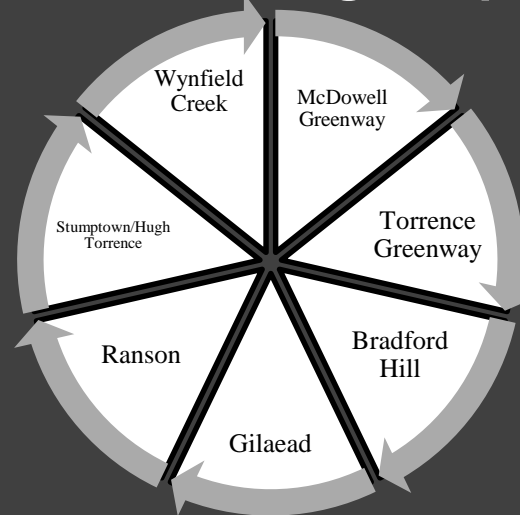 Wynfield
Creek
McDowell
Greenway
Torrence
Greenway
Bradford
Hill
Gilaead
Ranson
Stumptown/Hugh
Torrence